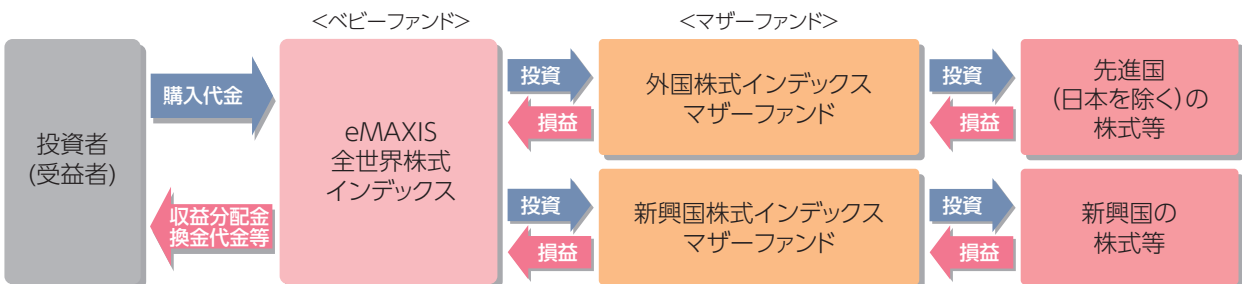 <ベビーファンド>
<マザーファンド>
投資者
(受益者)
購入代金
収益分配金
換金代金等
eMAXIS
全世界株式
インデックス
投資
損益
外国株式インデックス
マザーファンド
投資
損益
先進国
(日本を除く)の
株式等
投資
損益
新興国株式インデックス
マザーファンド
投資
損益
新興国の
株式等